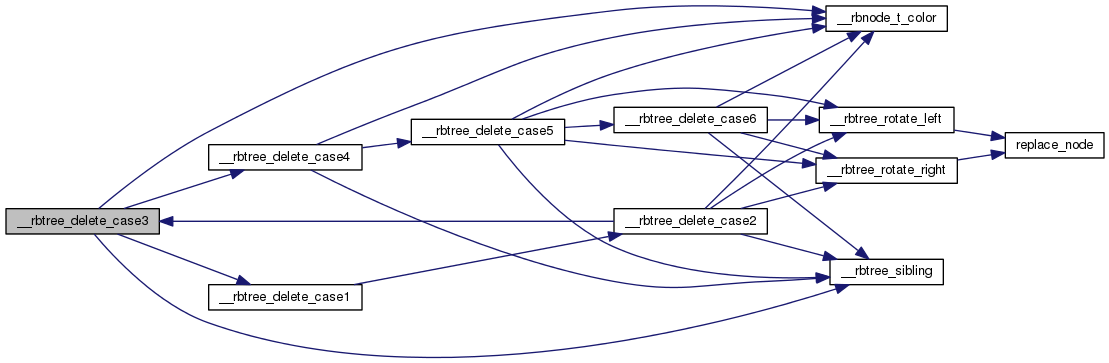 __rbnode_t_color
__rbtree_delete_case6
__rbtree_rotate_left
__rbtree_delete_case5
replace_node
__rbtree_delete_case4
__rbtree_rotate_right
__rbtree_delete_case3
__rbtree_delete_case2
__rbtree_sibling
__rbtree_delete_case1